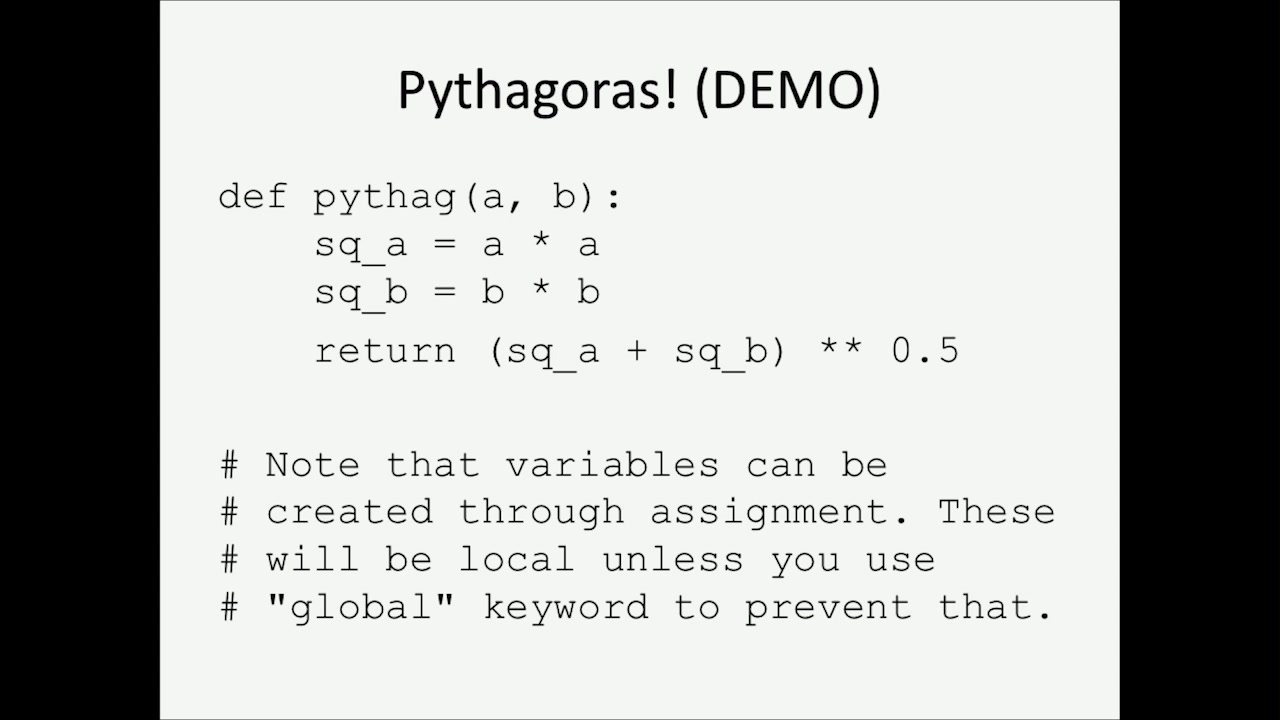 Pythagoras! (DEMO)
def pythag(a, b):
    sq_a = a * a
    sq_b = b * b
    return (sq_a + sq_b) ** 0.5
# Note that variables can be
# created through assignment. These
# will be local unless you use
# "global" keyword to prevent that.